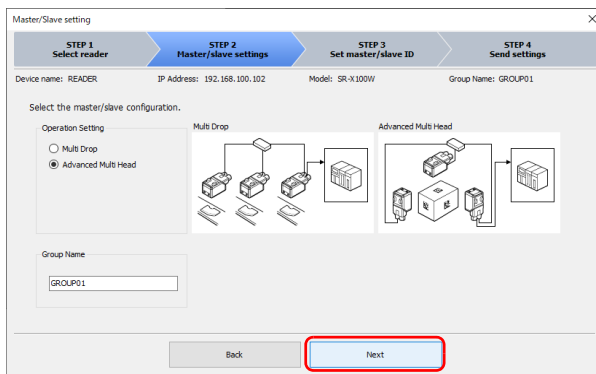 Master/Slave setting
STEP 1
Select reader
STEP 2
Master/slave settings
STEP 3
Set master/slave ID
STEP 4
Send settings
Device name: READER
IP Address: 192.168.100.102
Model: SR-X100W
Group Name: GROUP01
Select the master/slave configuration.
Operation Setting
Multi Drop
Advanced Multi Head
Multi Drop
Advanced Multi Head
Group Name
GROUP01
Back
Next